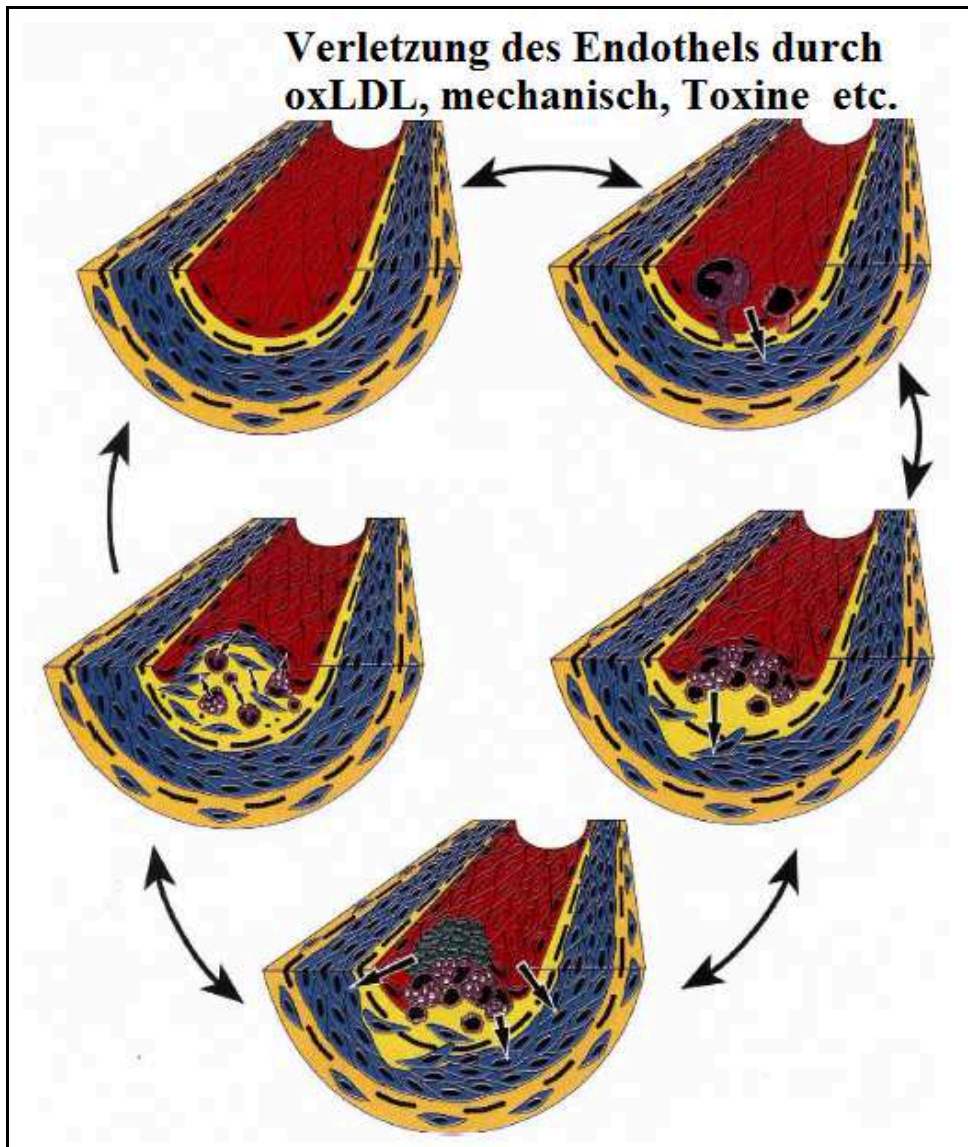 Verletzung des Endothels durch
oxLDL, mechanisch, Toxine etc.